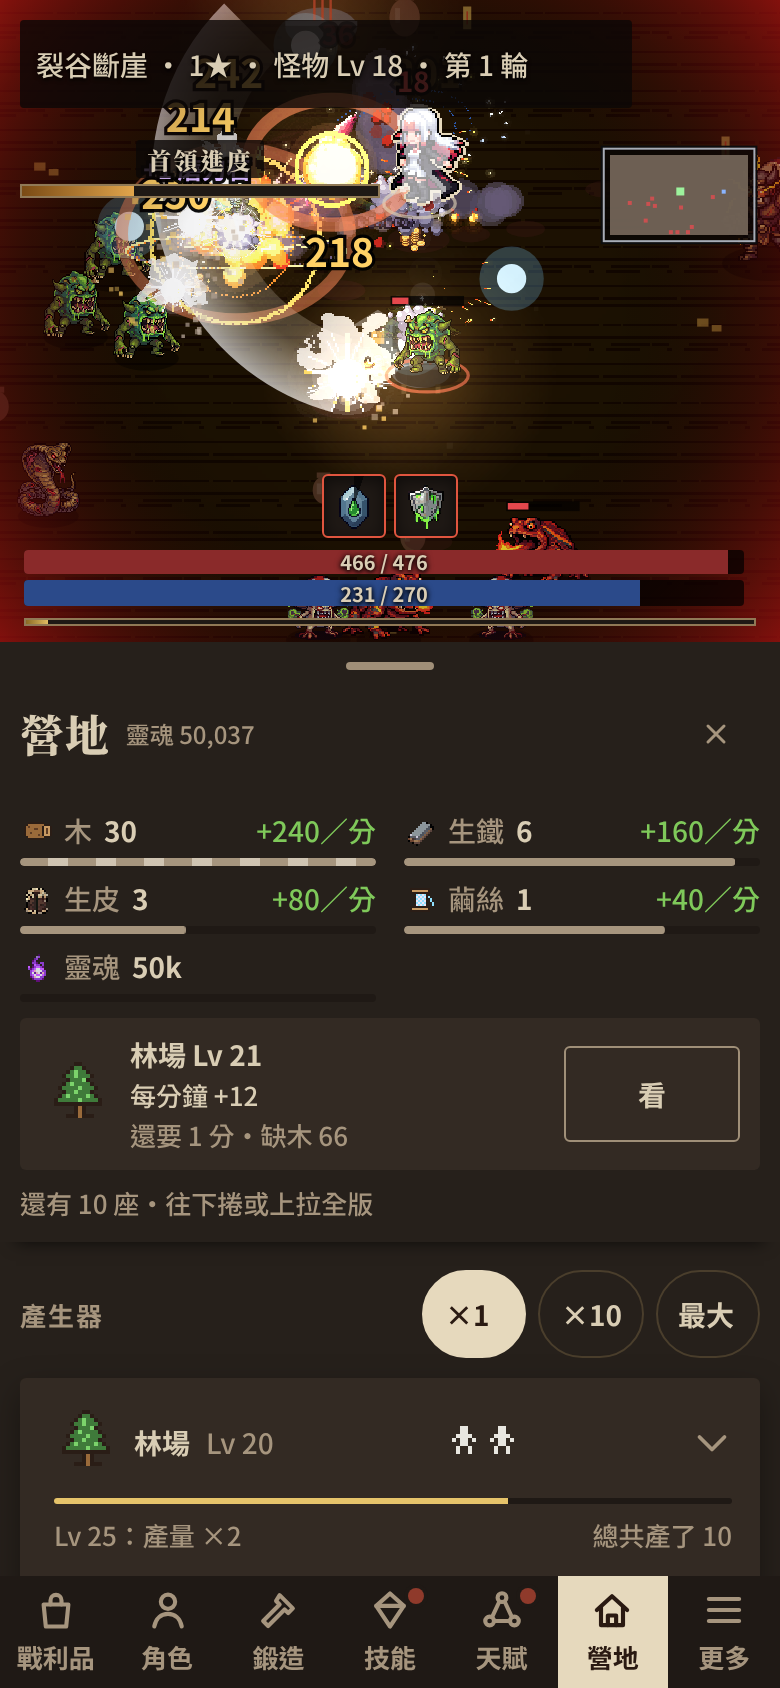 裂谷斷崖 · 1★ · 怪物 Lv 18 · 第 1 輪
242
18
214
首領進度
218
466 / 476
231 / 270
營地 靈魂 50,037
木 30 +240／分
生鐵 6 +160／分
生皮 3 +80／分
繭絲 1 +40／分
靈魂 50k
林場 Lv 21
每分鐘 +12
還要 1 分·缺木 66
看
還有 10 座·往下捲或上拉全版
產生器
×1
×10
最大
林場 Lv 20
Lv 25：產量 ×2
總共產了 10
戰利品
角色
鍛造
技能
天賦
營地
更多